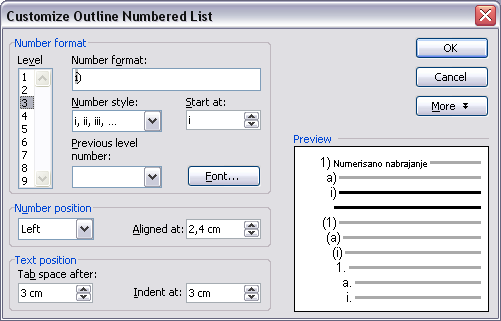 Customize Outline Numbered List
Number format
Level
1
2
3
4
5
6
7
8
9
Number format:
i)
Number style:
i, ii, iii, ...
Start at:
i
Previous level
number:
Font...
OK
Cancel
More
Number position
Left
Aligned at:
2,4 cm
Text position
Tab space after:
3 cm
Indent at:
3 cm
Preview
1) Numerisano nabrajanje
a)
i)
(1)
(a)
(i)
1.
a.
i.